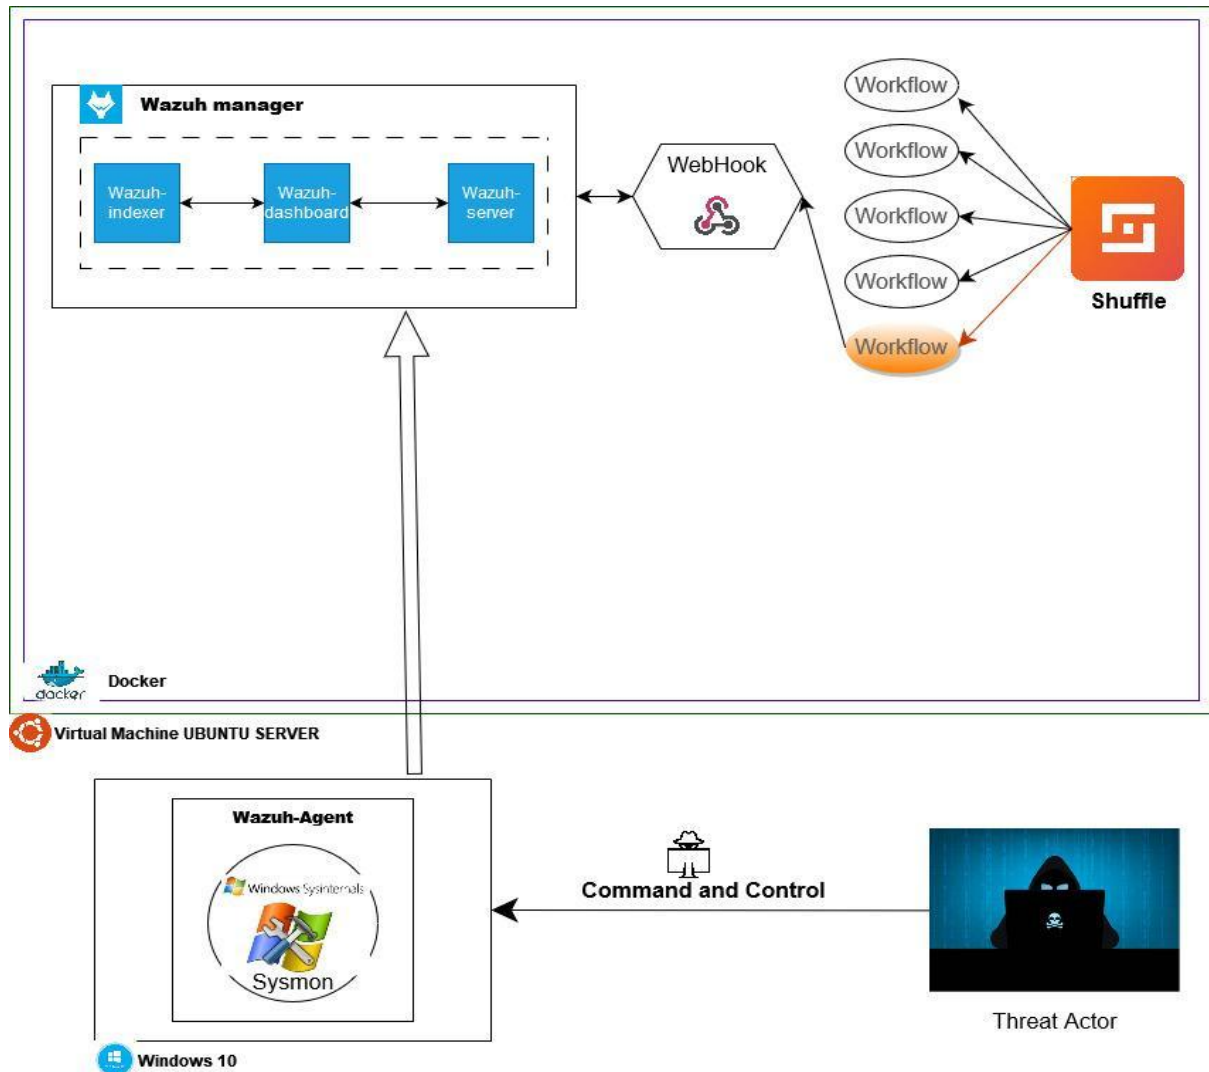 Wazuh manager
Wazuh-
indexer
Wazuh-
dashboard
Wazuh-
server
WebHook
Workflow
Workflow
Workflow
Workflow
Workflow
Shuffle
docker
Docker
Virtual Machine UBUNTU SERVER
Wazuh-Agent
Windows Sysinternals
Sysmon
Windows 10
Command and Control
Threat Actor